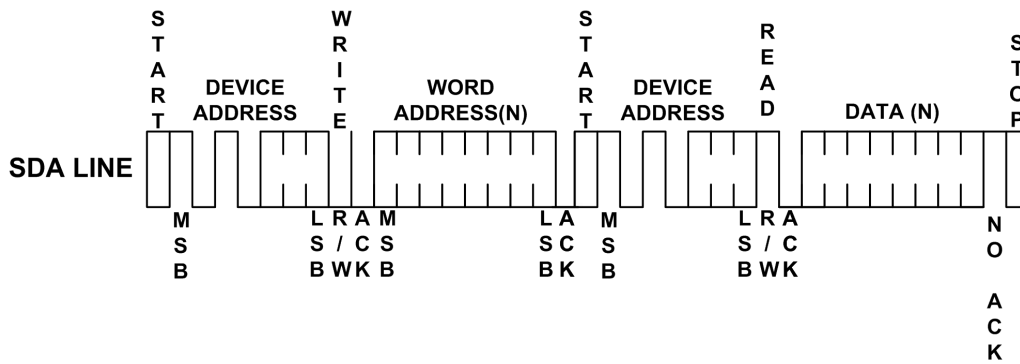 START
WRITE
START
READ
STOP
DEVICE
ADDRESS
WORD
ADDRESS(N)
DEVICE
ADDRESS
DATA (N)
SDA LINE
MSB
LSB
R/W
ACK
MSB
LSB
ACK
MSB
LSB
R/W
ACK
NO ACK